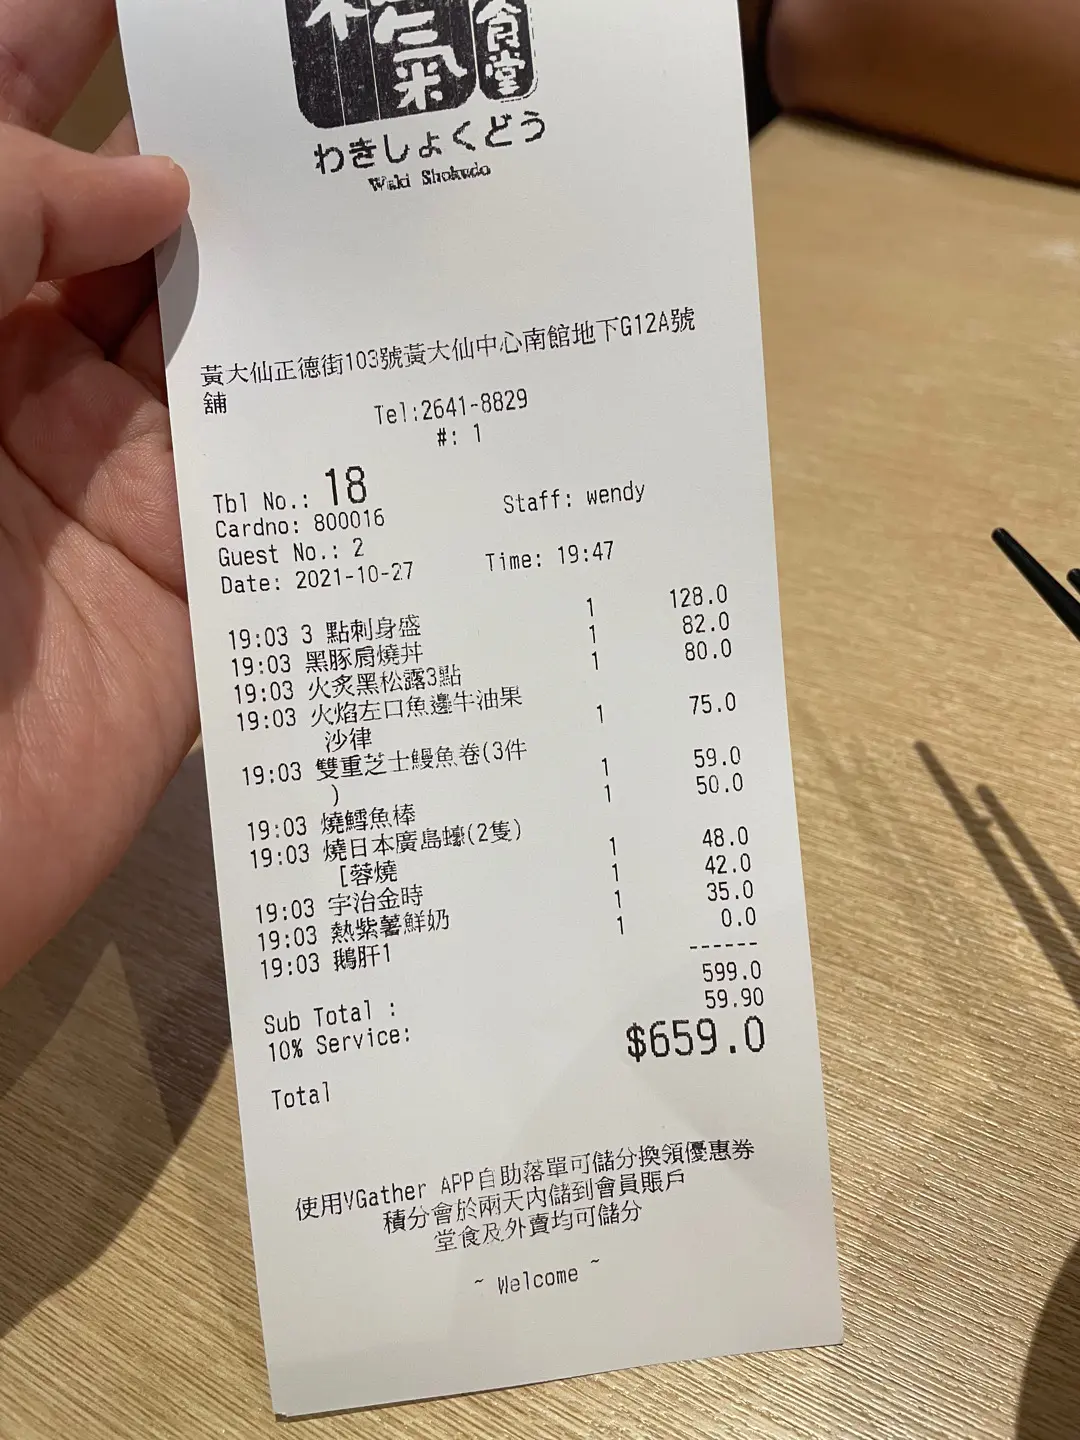 氣 食堂
わきしょくどう
Waki Shokudo
黃大仙正德街103號黃大仙中心南館地下G12A號
舖
Tel:2641-8829
#: 1
Tbl No.: 18
Cardno: 800016 Staff: wendy
Guest No.: 2
Date: 2021-10-27 Time: 19:47
19:03 3 點刺身盛 1 128.0
19:03 黑豚肩燒丼 1 82.0
19:03 火炙黑松露3點 1 80.0
19:03 火焰左口魚邊牛油果
沙律 1 75.0
19:03 雙重芝士鰻魚卷(3件
) 1 59.0
19:03 燒鱈魚棒 1 50.0
19:03 燒日本廣島蠔(2隻)
[蓉燒 1 48.0
19:03 宇治金時 1 42.0
19:03 熱紫薯鮮奶 1 35.0
19:03 鵝肝1 1 0.0
------
Sub Total : 599.0
10% Service: 59.90
Total $659.0
使用VGather APP自助落單可儲分換領優惠券
積分會於兩天內儲到會員賬戶
堂食及外賣均可儲分
~ Welcome ~